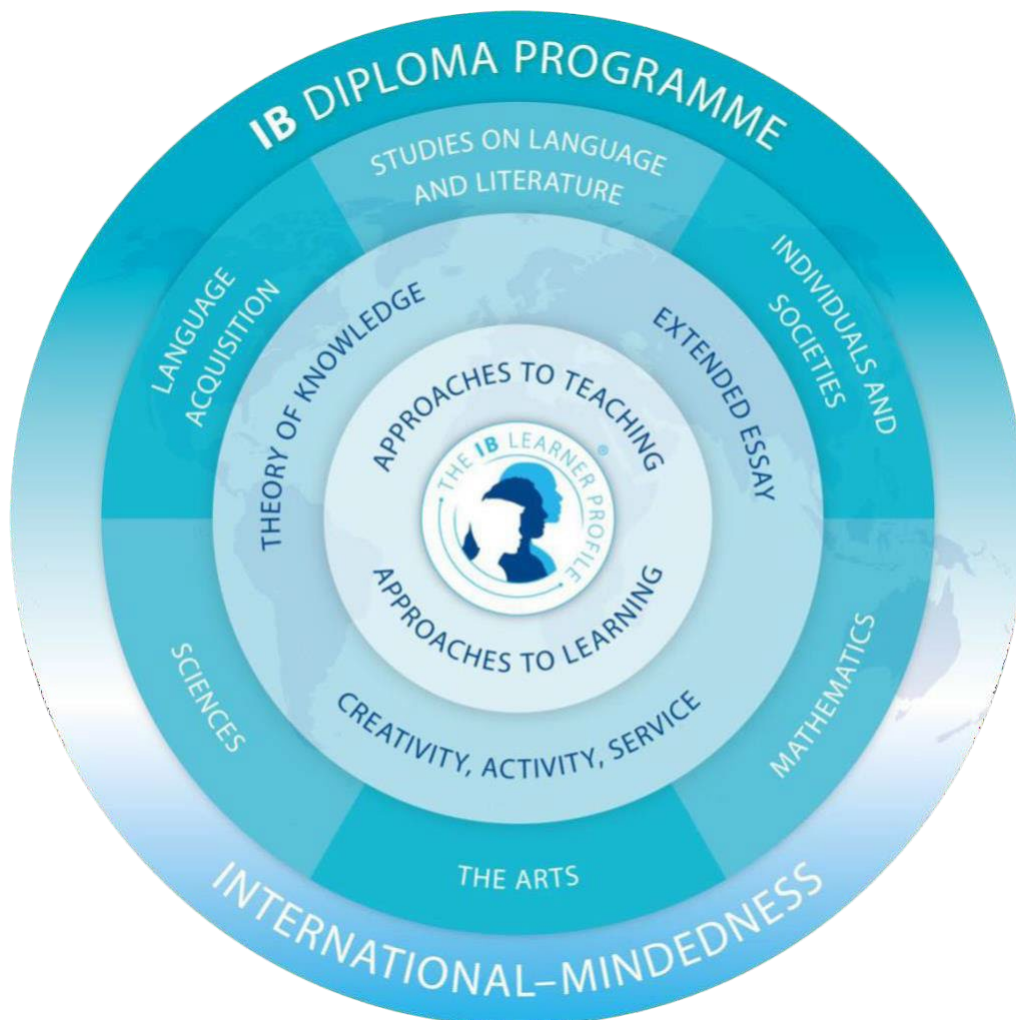 IB DIPLOMA PROGRAMME
STUDIES ON LANGUAGE
AND LITERATURE
LANGUAGE
ACQUISITION
INDIVIDUALS AND
SOCIETIES
THEORY OF KNOWLEDGE
EXTENDED ESSAY
APPROACHES TO TEACHING
THE IB LEARNER PROFILE
®
APPROACHES TO LEARNING
CREATIVITY, ACTIVITY, SERVICE
SCIENCES
MATHEMATICS
THE ARTS
INTERNATIONAL–MINDEDNESS